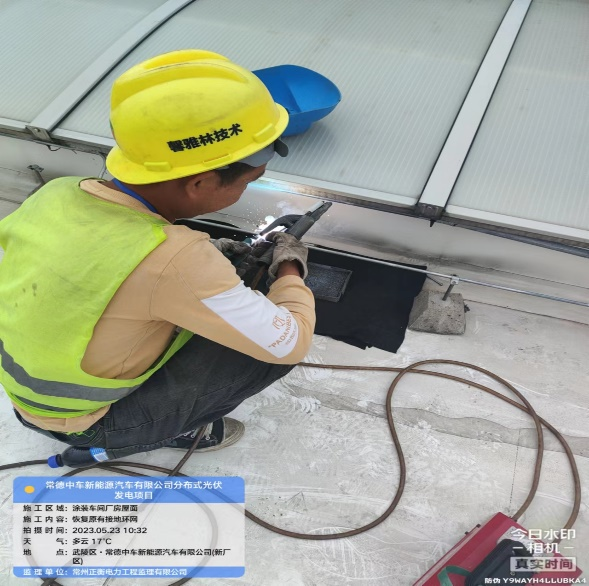 馨雅林技术
常德中车新能源汽车有限公司分布式光伏
发电项目
施工区域：涂装车间厂房屋面
施工内容：恢复原有接地环网
拍摄时间：2023.05.23 10:32
天气：多云 17℃
地点：武陵区·常德中车新能源汽车有限公司(新厂
区)
监理单位：常州正衡电力工程监理有限公司
今日水印
相机
真实时间
防伪 Y9WAYH4LLUBKA4